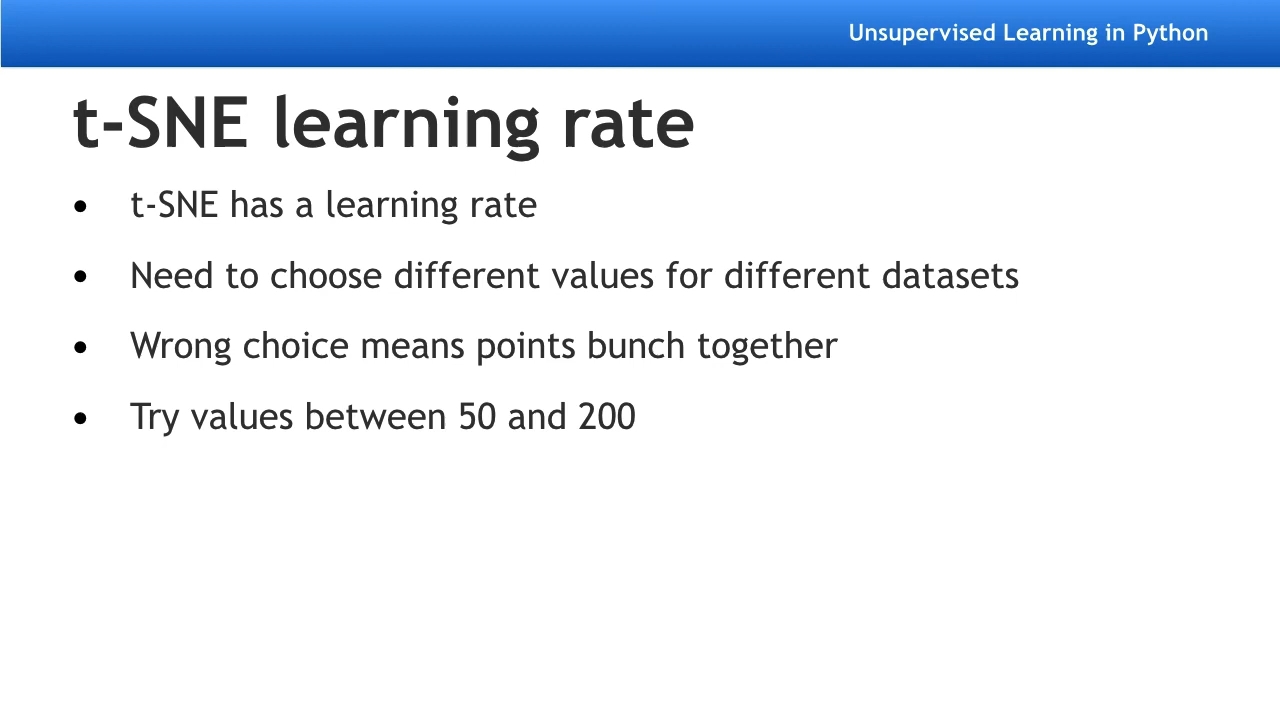 Unsupervised Learning in Python
t-SNE learning rate
• t-SNE has a learning rate
• Need to choose different values for different datasets
• Wrong choice means points bunch together
• Try values between 50 and 200